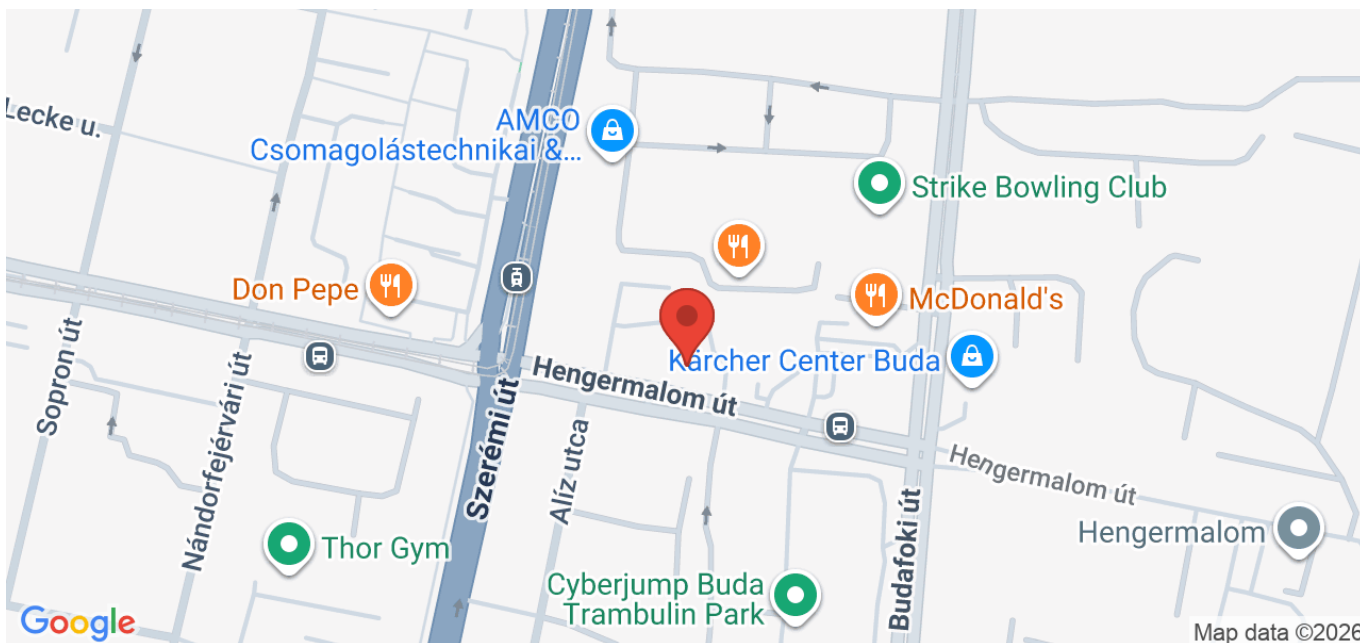 Lecke u.
AMCO
Csomagolástechnikai &...
Strike Bowling Club
Don Pepe
McDonald's
Kärcher Center Buda
Hengermalom út
Sopron út
Nándorfejérvári út
Szerémi út
Alíz utca
Hengermalom út
Budafoki út
Hengermalom
Thor Gym
Cyberjump Buda
Trambulin Park
Google
Map data ©2026